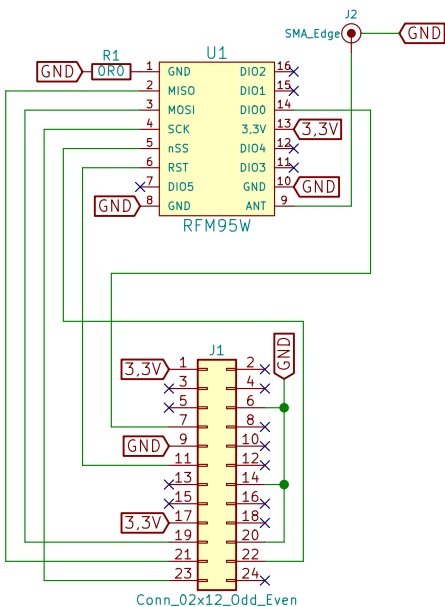 J2
SMA_Edge GND
R1
GND 0R0
U1
1 GND DIO2 16
2 MISO DIO1 15
3 MOSI DIO0 14
4 SCK 3,3V 13 3,3V
5 nSS DIO4 12
6 RST DIO3 11
7 DIO5 GND 10 GND
GND 8 GND ANT 9
RFM95W
J1
GND
3,3V 1 2
3 4
5 6
7 8
GND 9 10
11 12
13 14
15 16
3,3V 17 18
19 20
21 22
23 24
Conn_02x12_Odd_Even